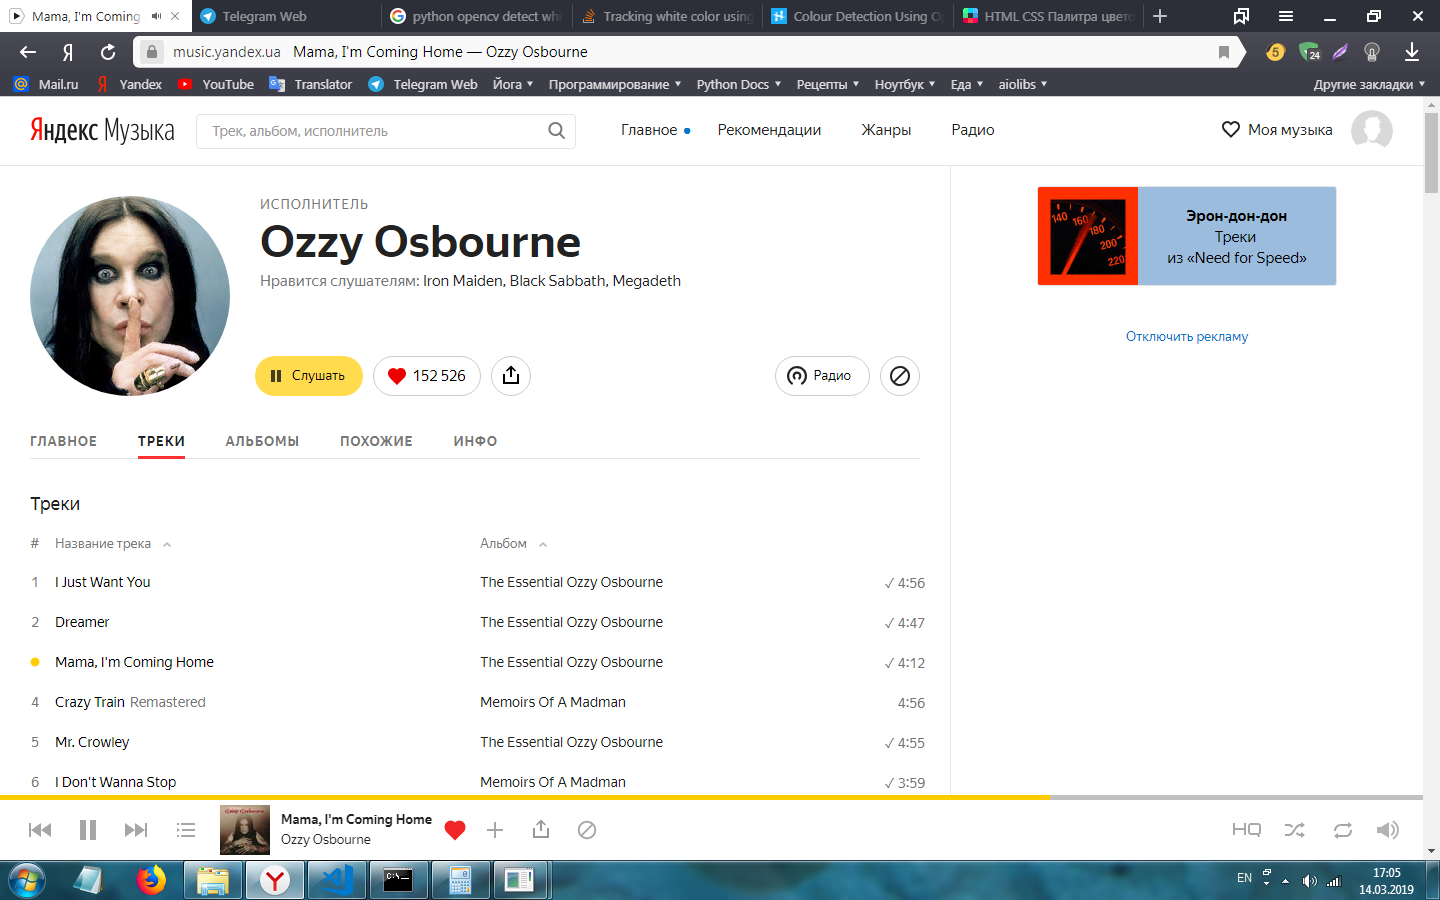 Mama, I'm Coming
Telegram Web
python opencv detect whi
Tracking white color using
Colour Detection Using Op
HTML CSS Палитра цвето
Я
music.yandex.ua Mama, I'm Coming Home — Ozzy Osbourne
5
24
Mail.ru
Yandex
YouTube
Translator
Telegram Web
Йога
Программирование
Python Docs
Рецепты
Ноутбук
Еда
aiolibs
Другие закладки
Яндекс Музыка
Трек, альбом, исполнитель
Главное
Рекомендации
Жанры
Радио
Моя музыка
ИСПОЛНИТЕЛЬ
Ozzy Osbourne
Нравится слушателям: Iron Maiden, Black Sabbath, Megadeth
Слушать
152 526
Радио
140 160 180 200 220
Эрон-дон-дон
Треки
из «Need for Speed»
Отключить рекламу
ГЛАВНОЕ
ТРЕКИ
АЛЬБОМЫ
ПОХОЖИЕ
ИНФО
Треки
# Название трека Альбом
1 I Just Want You The Essential Ozzy Osbourne 4:56
2 Dreamer The Essential Ozzy Osbourne 4:47
Mama, I'm Coming Home The Essential Ozzy Osbourne 4:12
4 Crazy Train Remastered Memoirs Of A Madman 4:56
5 Mr. Crowley The Essential Ozzy Osbourne 4:55
6 I Don't Wanna Stop Memoirs Of A Madman 3:59
Ozzy Osbourne
Mama, I'm Coming Home
Ozzy Osbourne
HQ
EN
17:05
14.03.2019